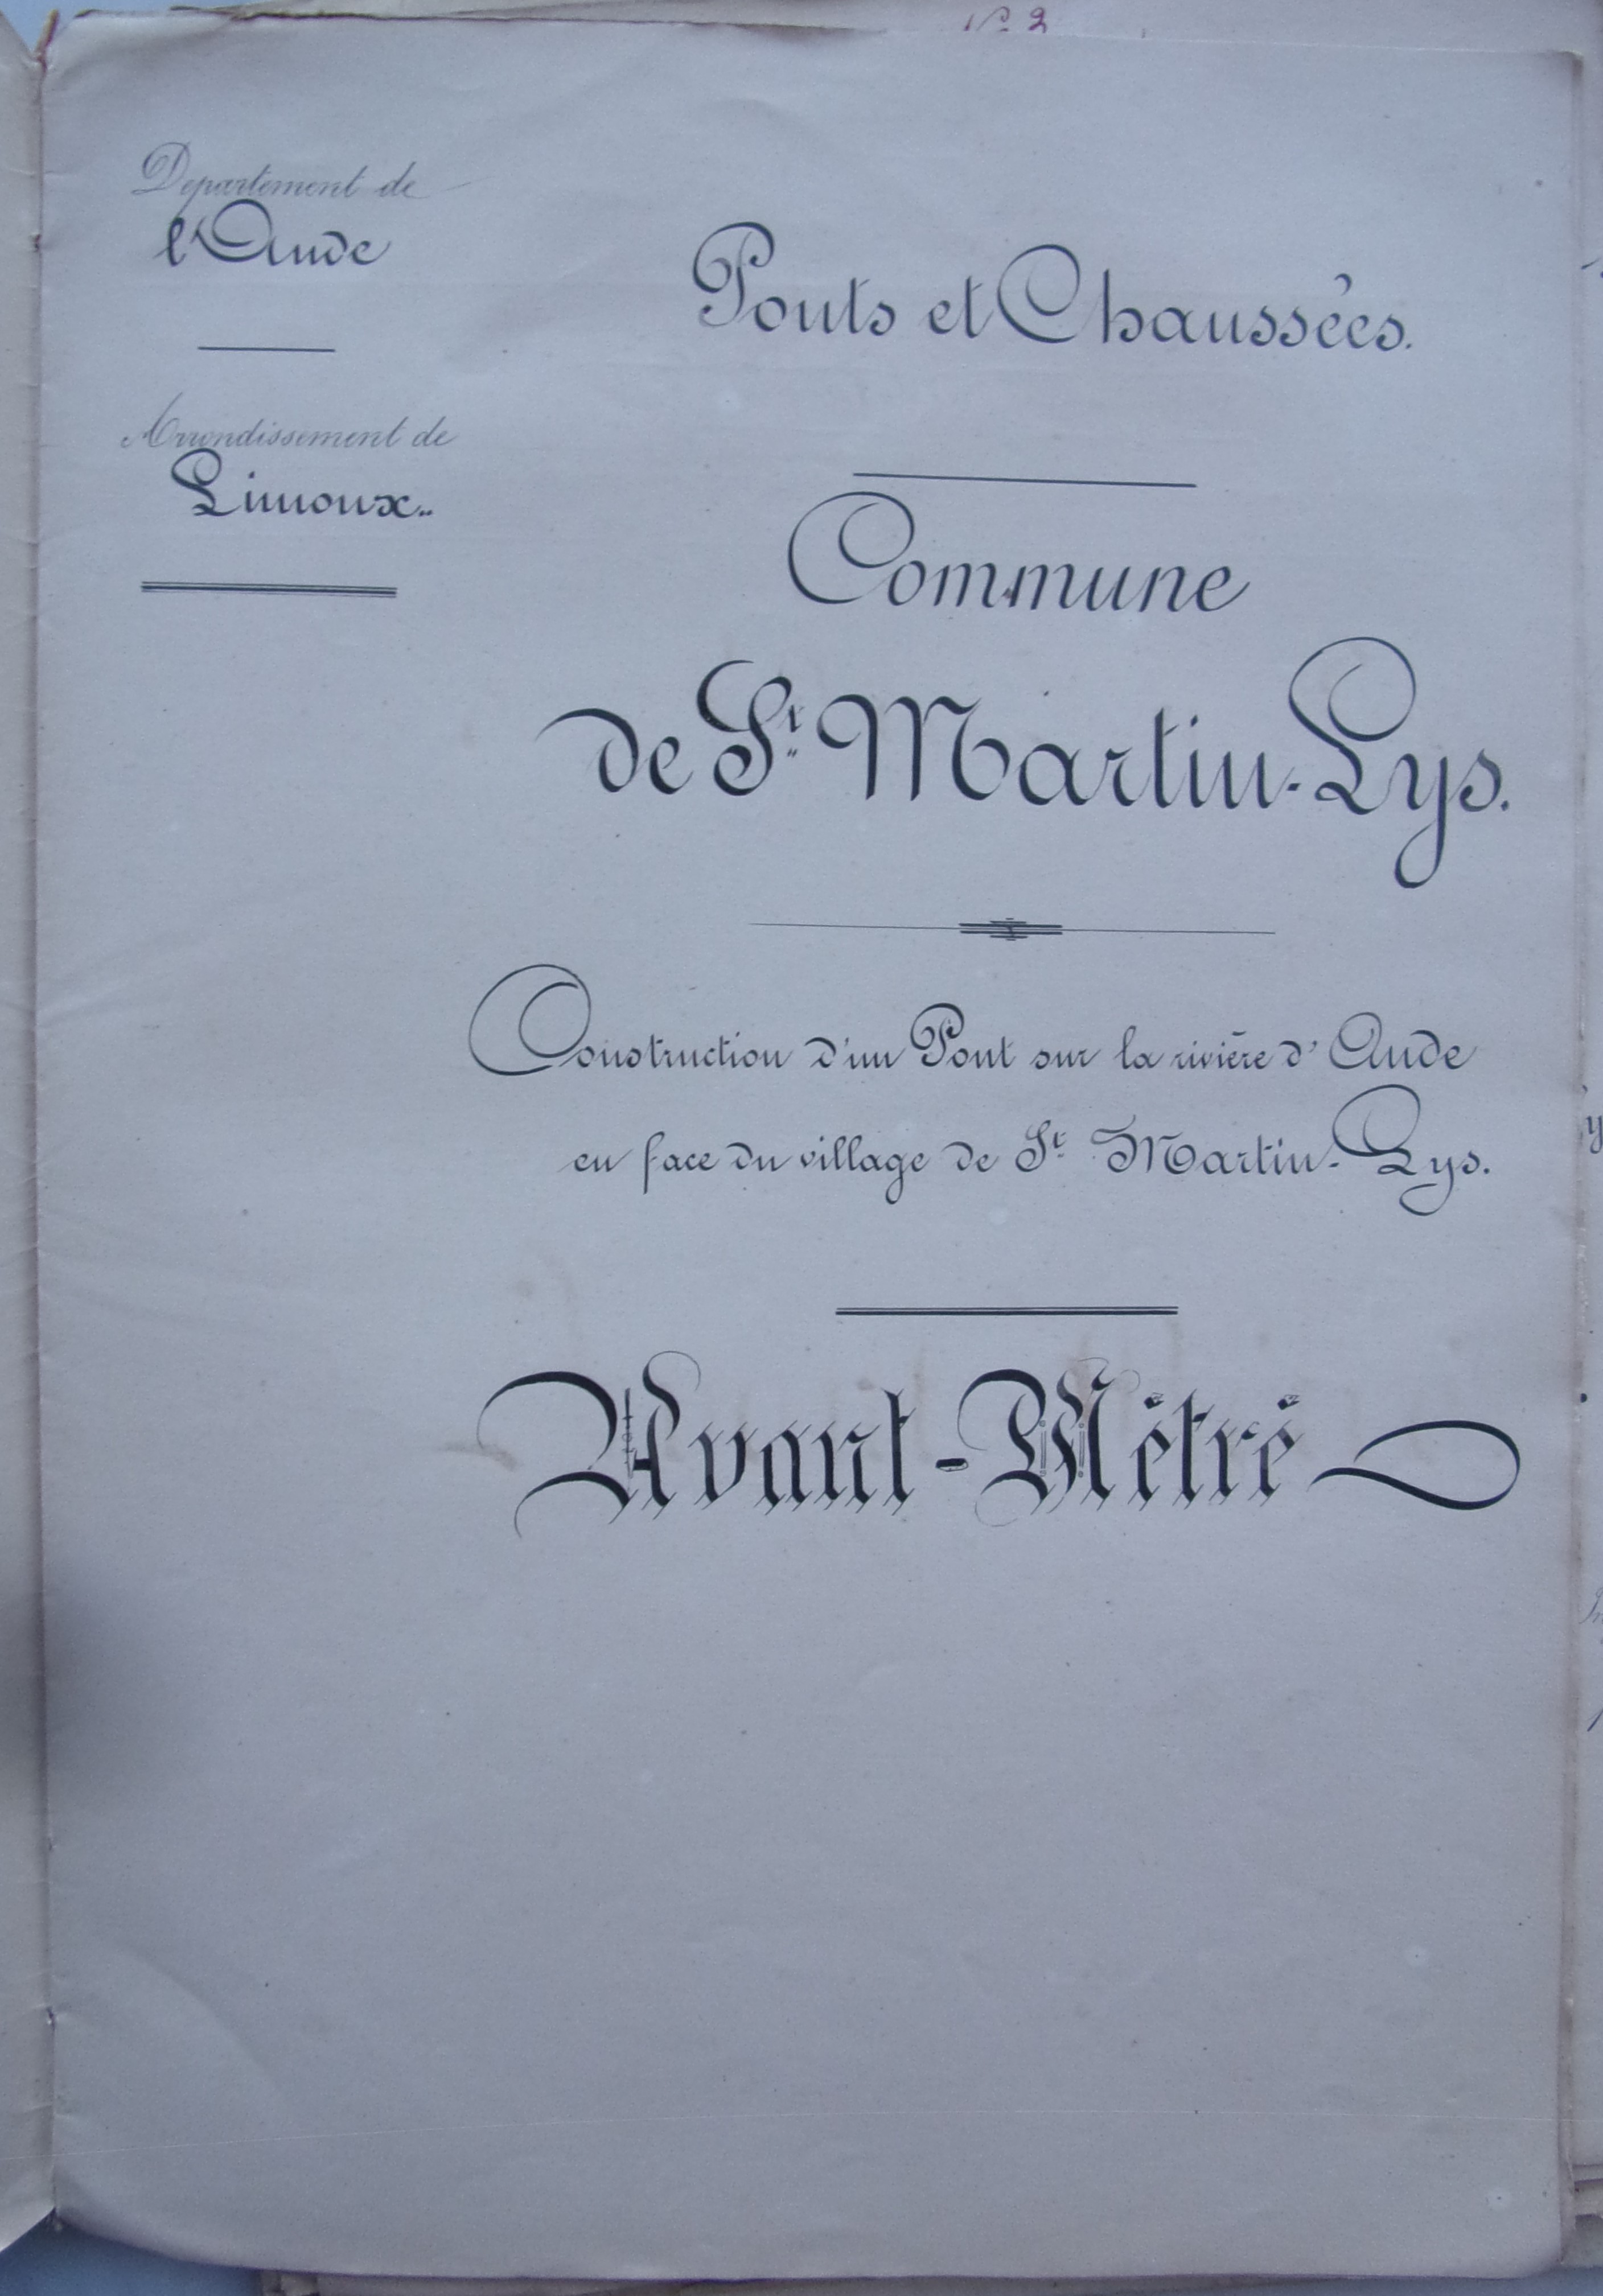 N° 2
Departement de
l'Aude
Arrondissement de
Limoux..
Ponts et Chaussées.
Commune
de St. Martin-Lys.
Construction d'un Pont sur la rivière d'Aude
en face du village de St Martin-Lys.
Avant-Métré